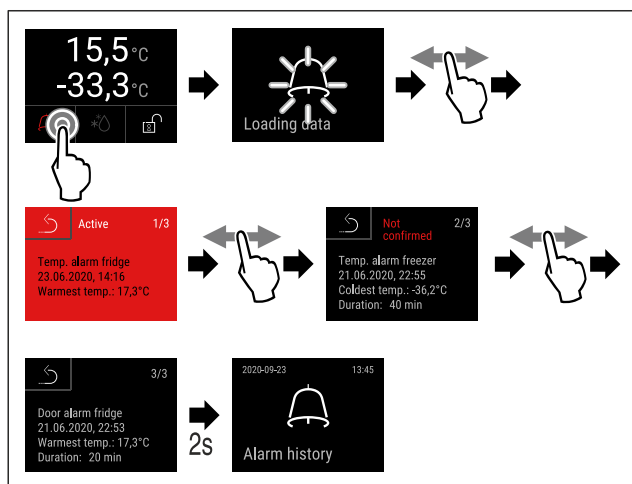 15,5°C
-33,3°C
Loading data
Active 1/3
Temp. alarm fridge
23.06.2020, 14:16
Warmest temp.: 17,3°C
Not 2/3
confirmed
Temp. alarm freezer
21.06.2020, 22:55
Coldest temp.: -36,2°C
Duration: 40 min
3/3
Door alarm fridge
21.06.2020, 22:53
Warmest temp.: 17,3°C
Duration: 20 min
2s
2020-09-23 13:45
Alarm history